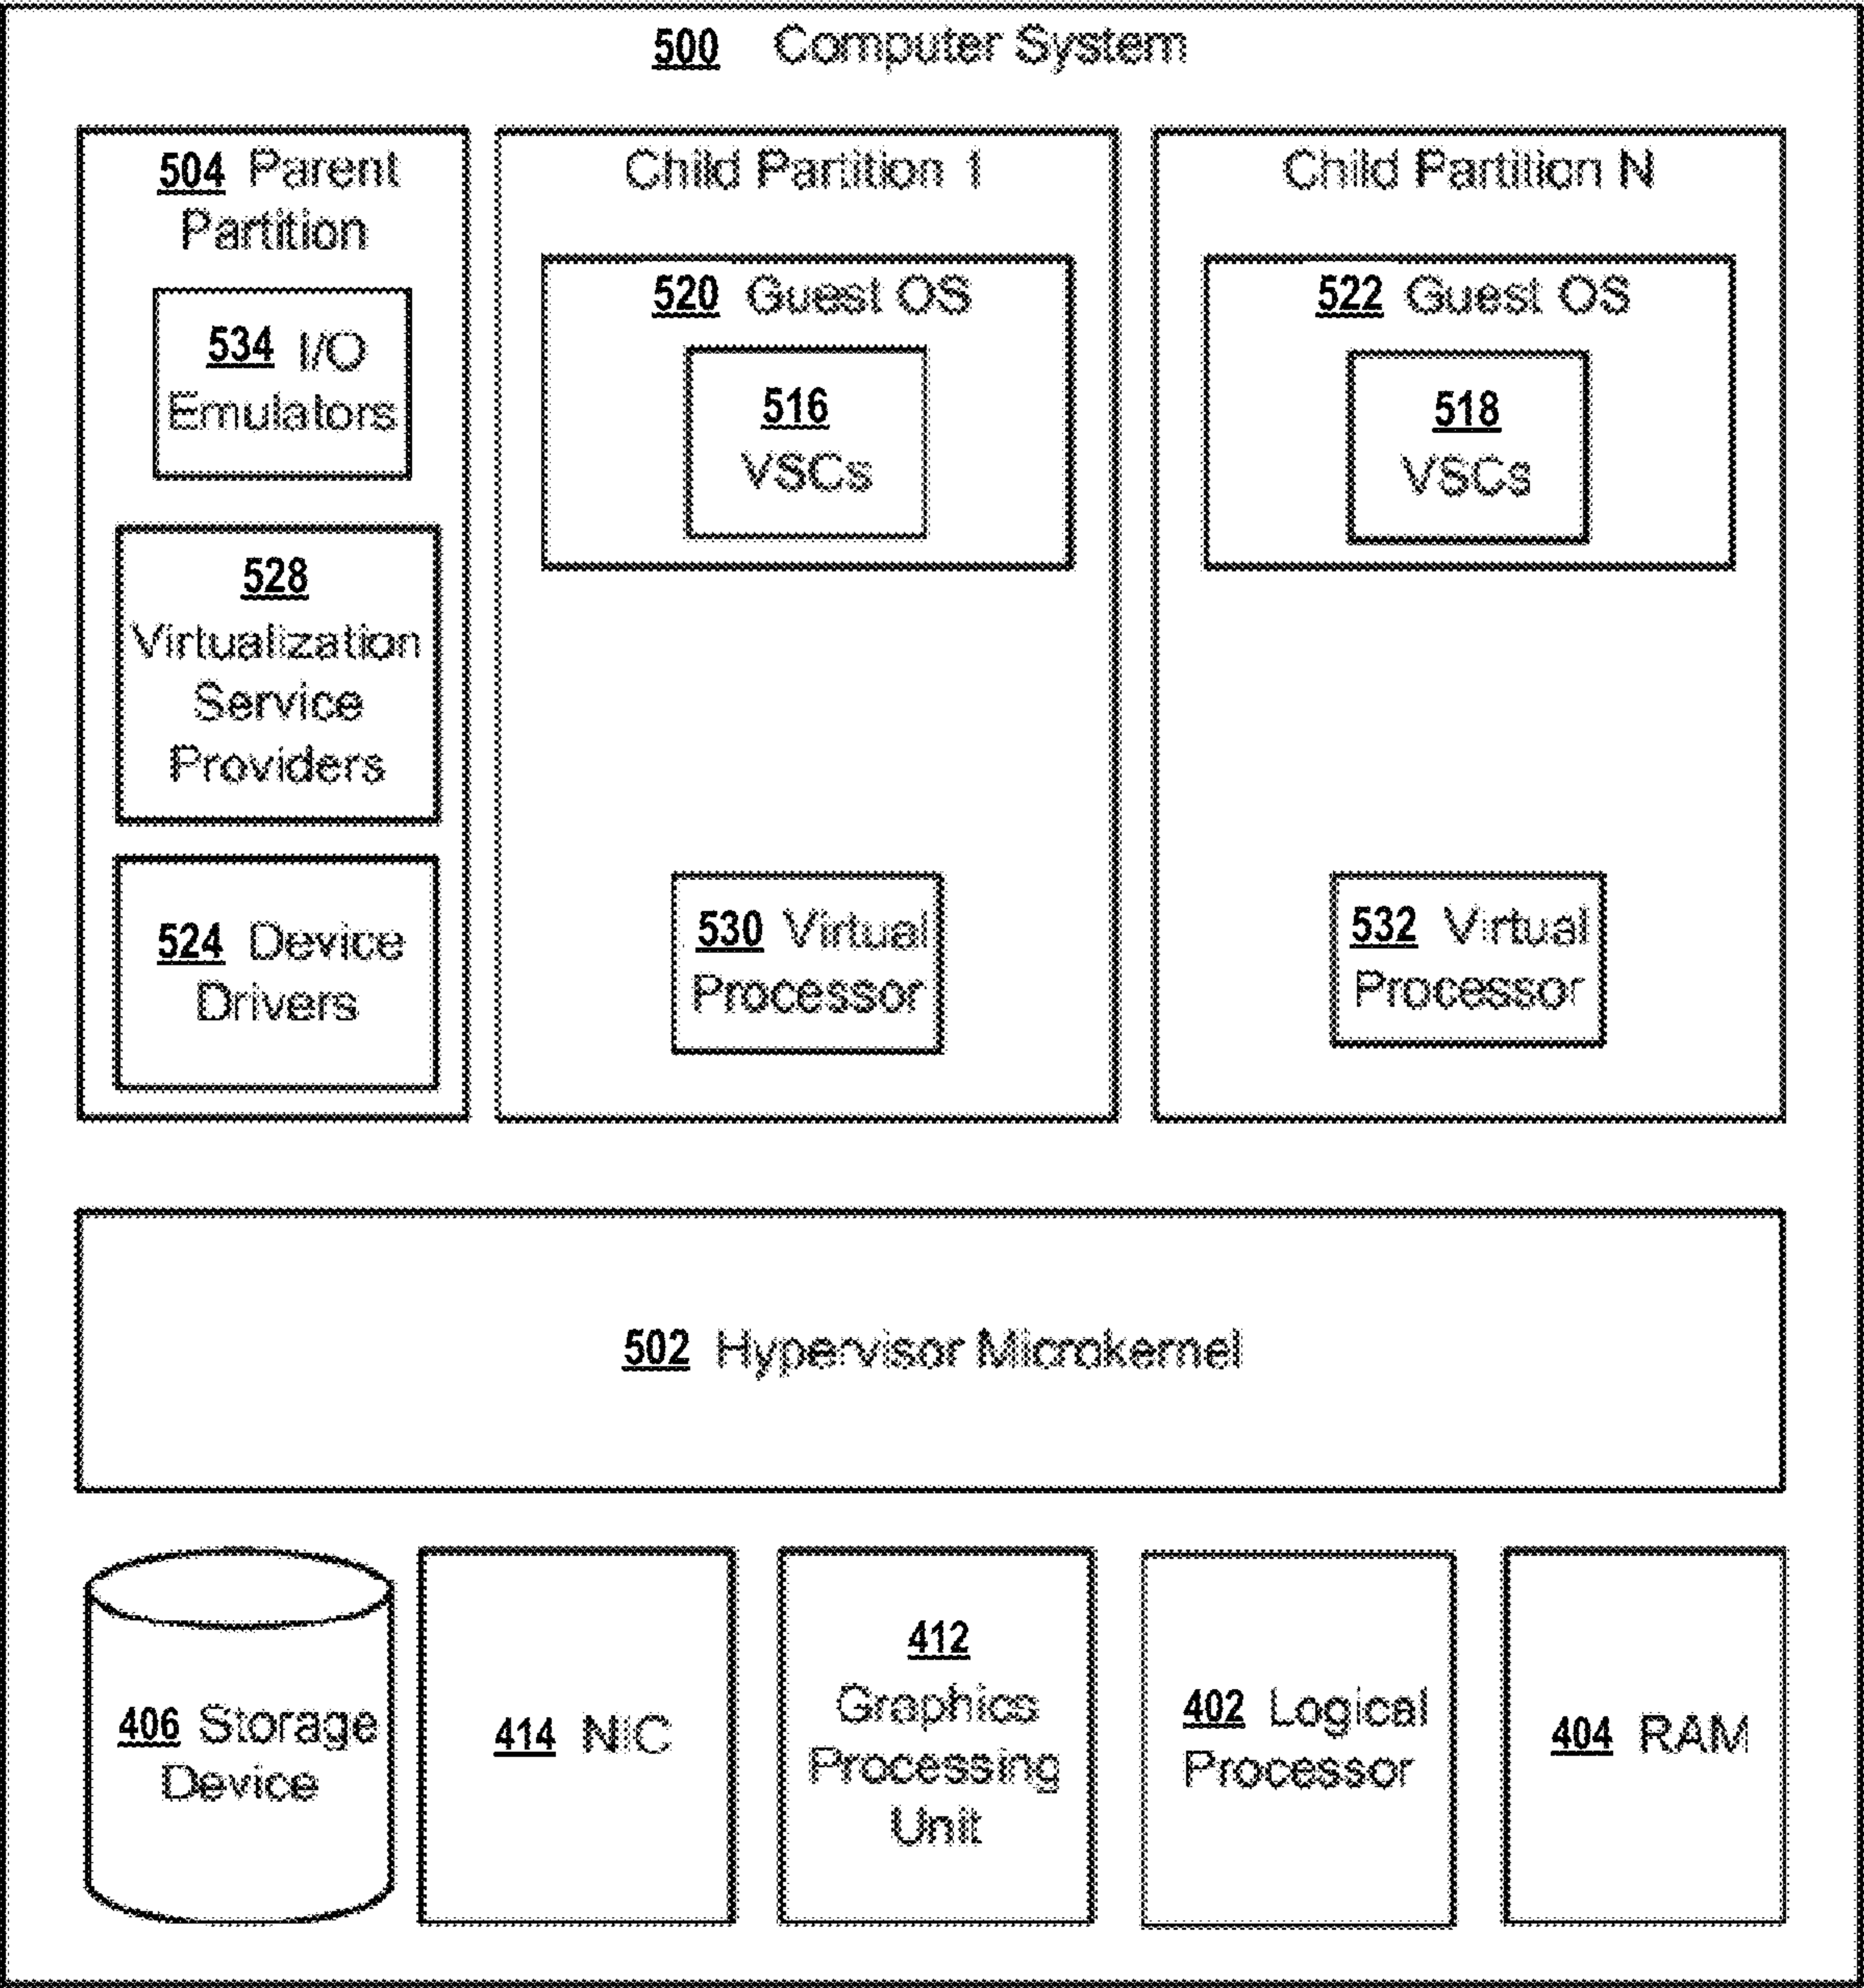 500 Computer System
504 Parent
Partition
534 I/O
Emulators
528
Virtualization
Service
Providers
524 Device
Drivers
Child Partition 1
520 Guest OS
516
VSCs
530 Virtual
Processor
Child Partition N
522 Guest OS
518
VSCs
532 Virtual
Processor
502 Hypervisor Microkernel
406 Storage
Device
414 NIC
412
Graphics
Processing
Unit
402 Logical
Processor
404 RAM